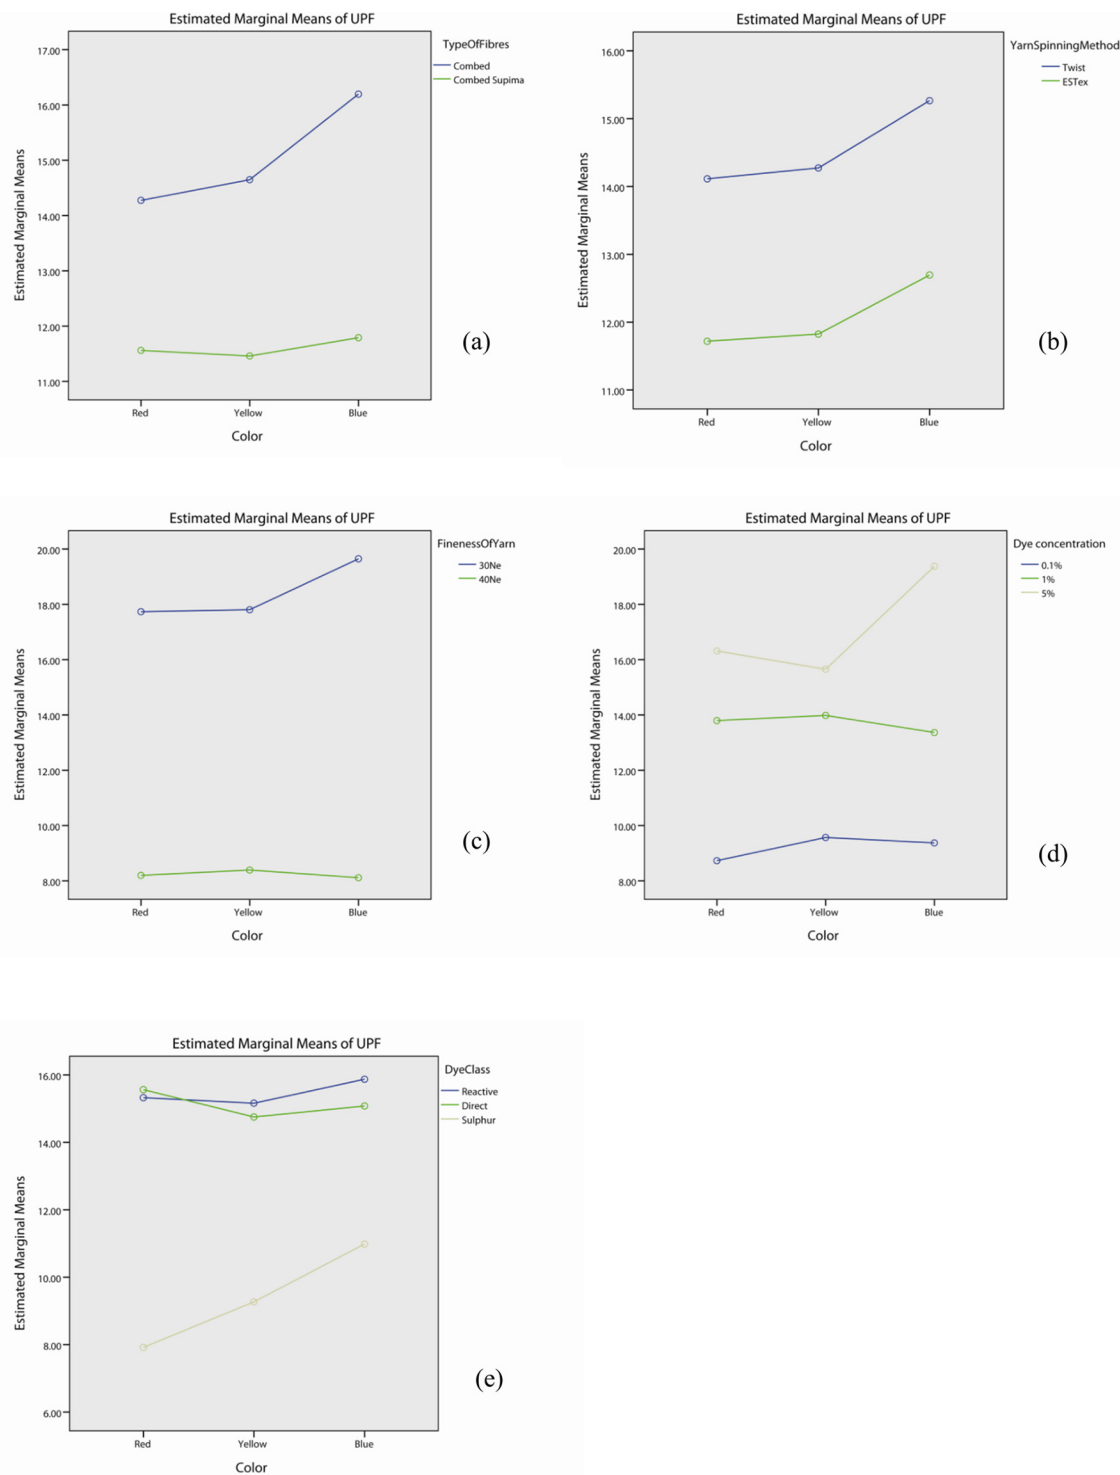 Estimated Marginal Means of UPF
TypeOfFibres
Combed
Combed Supima
Estimated Marginal Means
17.00
16.00
15.00
14.00
13.00
12.00
11.00
Red Yellow Blue
Color
(a)
Estimated Marginal Means of UPF
YarnSpinningMethod
Twist
ESTex
Estimated Marginal Means
16.00
15.00
14.00
13.00
12.00
11.00
Red Yellow Blue
Color
(b)
Estimated Marginal Means of UPF
FinenessOfYarn
30Ne
40Ne
Estimated Marginal Means
20.00
18.00
16.00
14.00
12.00
10.00
8.00
Red Yellow Blue
Color
(c)
Estimated Marginal Means of UPF
Dye concentration
0.1%
1%
5%
Estimated Marginal Means
20.00
18.00
16.00
14.00
12.00
10.00
8.00
Red Yellow Blue
Color
(d)
Estimated Marginal Means of UPF
DyeClass
Reactive
Direct
Sulphur
Estimated Marginal Means
16.00
14.00
12.00
10.00
8.00
6.00
Red Yellow Blue
Color
(e)